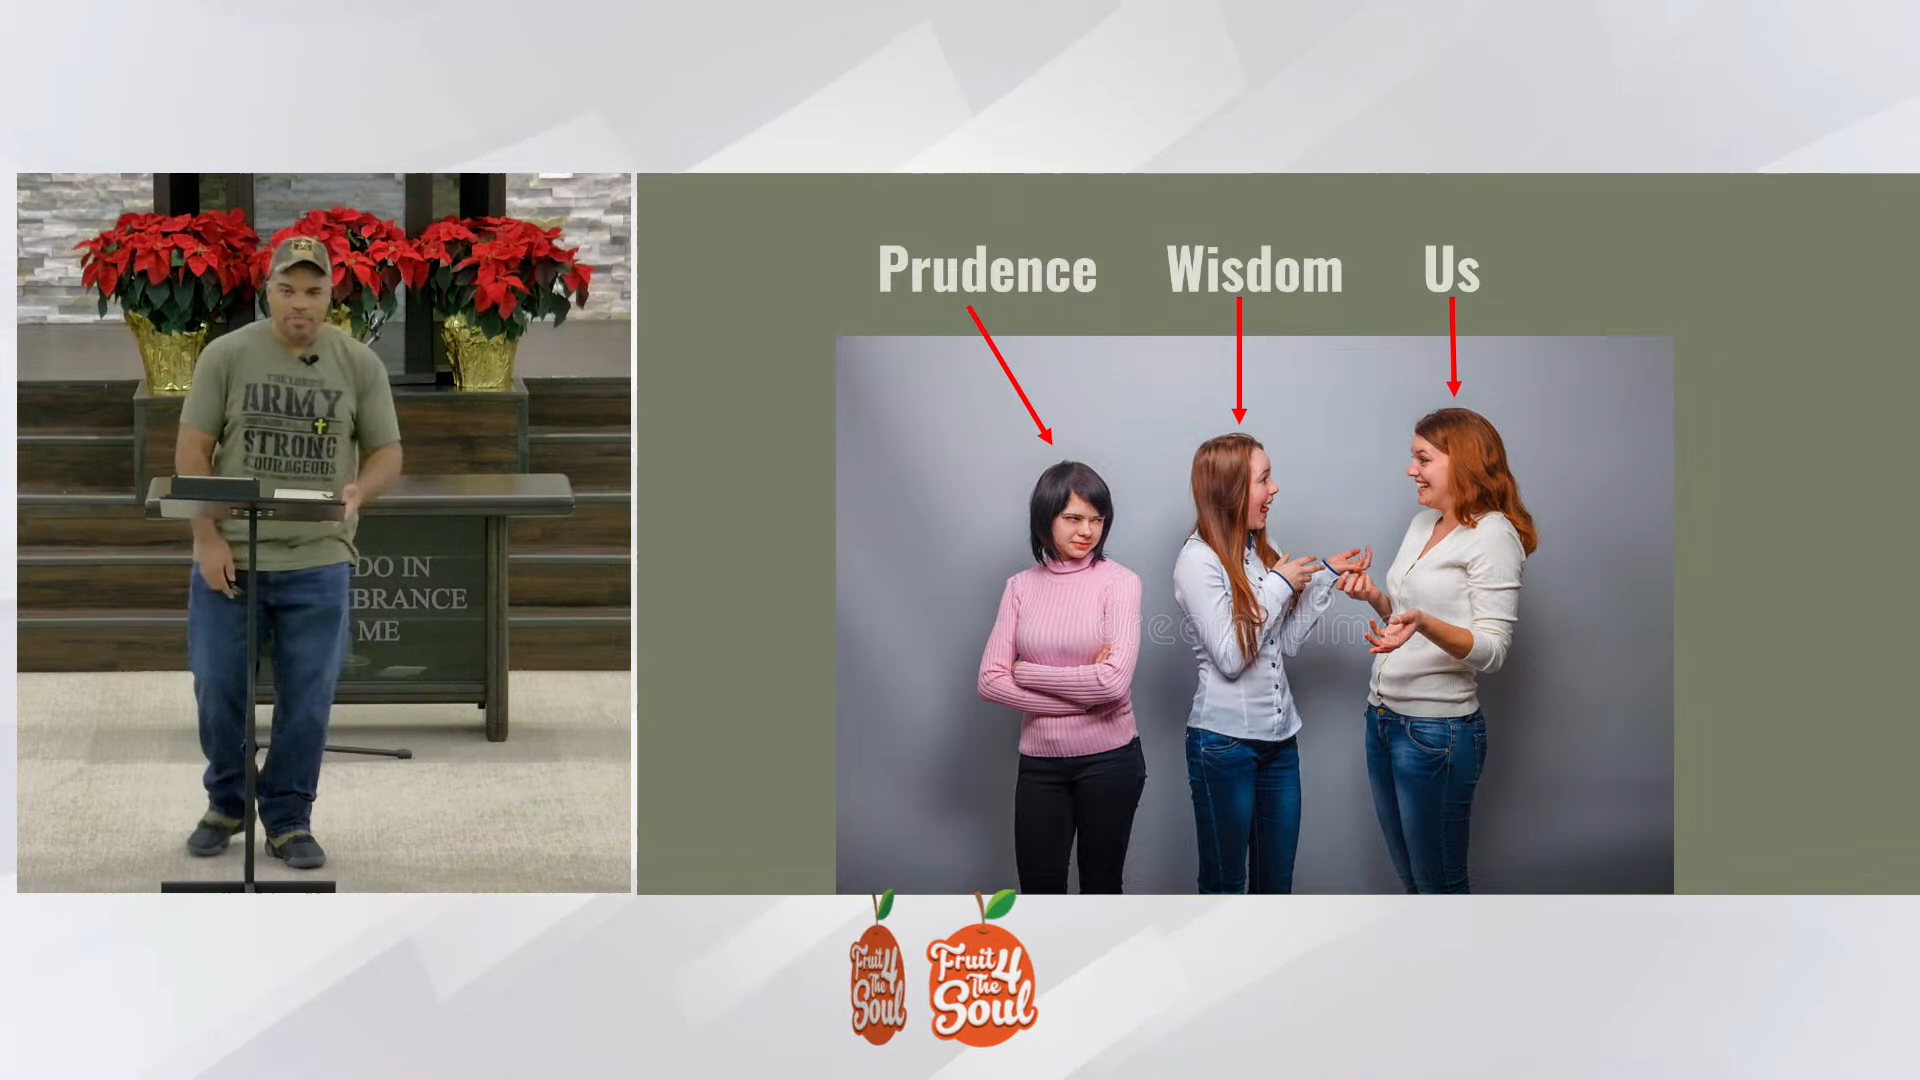 Prudence Wisdom Us
THE LORD'S
ARMY
STRONG
COURAGEOUS
DO IN
BRANCE
ME
dreamstime
Fruit 4
The
Soul
Fruit 4
The
Soul